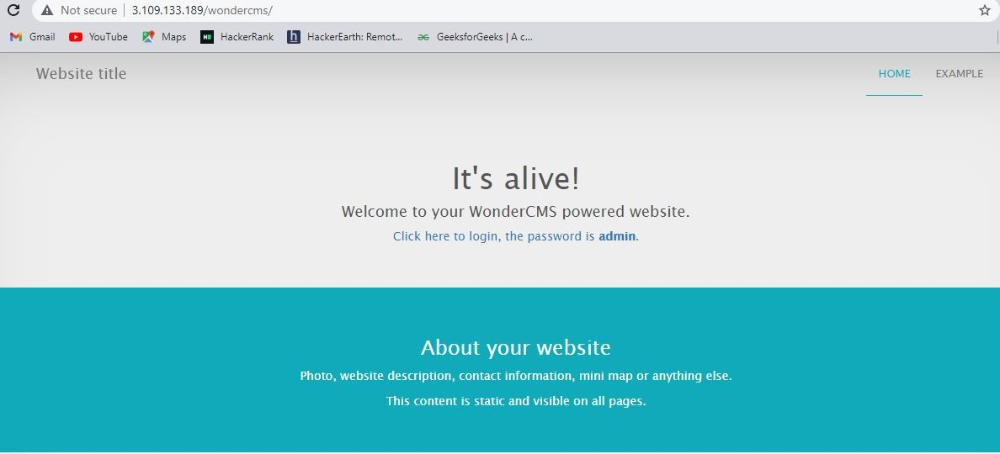 Not secure | 3.109.133.189/wondercms/
Gmail YouTube Maps HackerRank HackerEarth: Remot... GeeksforGeeks | A c...
Website title HOME EXAMPLE
It's alive!
Welcome to your WonderCMS powered website.
Click here to login, the password is admin.
About your website
Photo, website description, contact information, mini map or anything else.
This content is static and visible on all pages.